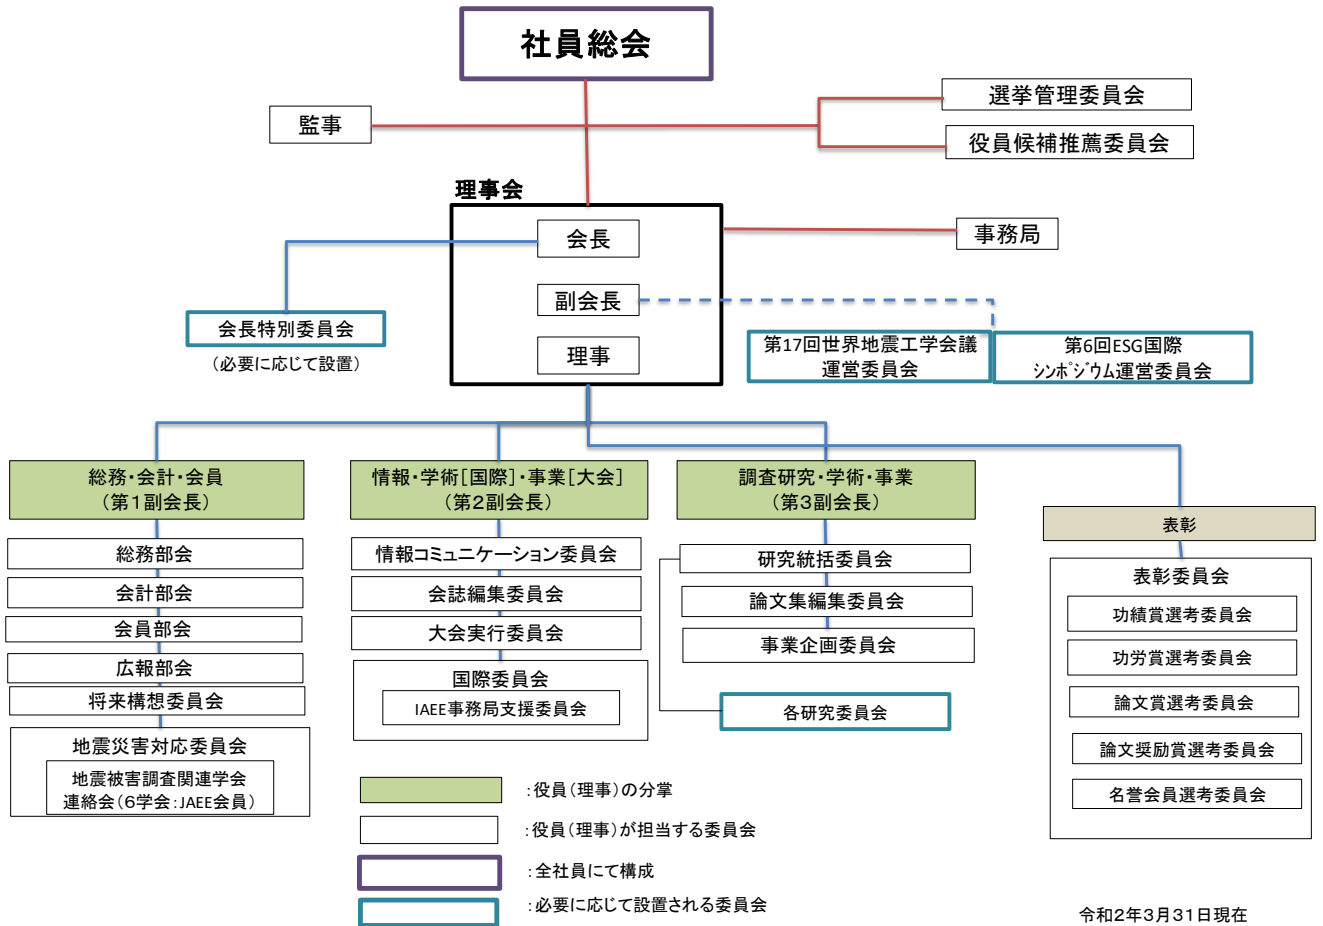 社員総会
監事
選挙管理委員会
役員候補推薦委員会
理事会
会長
事務局
副会長
会長特別委員会
(必要に応じて設置)
理事
第17回世界地震工学会議
運営委員会
第6回ESG国際
シンポジウム運営委員会
総務・会計・会員
(第1副会長)
総務部会
会計部会
会員部会
広報部会
将来構想委員会
地震災害対応委員会
地震被害調査関連学会
連絡会(6学会:JAEE会員)
情報・学術[国際]・事業[大会]
(第2副会長)
情報コミュニケーション委員会
会誌編集委員会
大会実行委員会
国際委員会
IAEE事務局支援委員会
調査研究・学術・事業
(第3副会長)
研究統括委員会
論文集編集委員会
事業企画委員会
各研究委員会
表彰
表彰委員会
功績賞選考委員会
功労賞選考委員会
論文賞選考委員会
論文奨励賞選考委員会
名誉会員選考委員会
:役員(理事)の分掌
:役員(理事)が担当する委員会
:全社員にて構成
:必要に応じて設置される委員会
令和2年3月31日現在